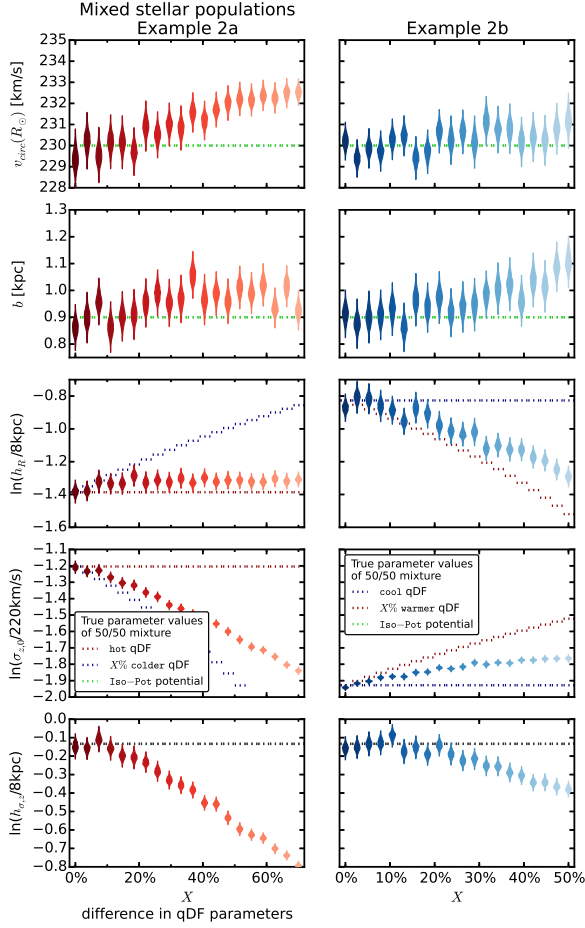 Mixed stellar populations
Example 2a
Example 2b
v_circ(R_⊙) [km/s]
235
234
233
232
231
230
229
228
b [kpc]
1.3
1.2
1.1
1.0
0.9
0.8
ln(h_R/8kpc)
−0.8
−1.0
−1.2
−1.4
−1.6
ln(σ_z,0/220km/s)
−1.1
−1.2
−1.3
−1.4
−1.5
−1.6
−1.7
−1.8
−1.9
−2.0
True parameter values
of 50/50 mixture
hot qDF
X% colder qDF
Iso−Pot potential
True parameter values
of 50/50 mixture
cool qDF
X% warmer qDF
Iso−Pot potential
ln(h_σ,z/8kpc)
0.0
−0.1
−0.2
−0.3
−0.4
−0.5
−0.6
−0.7
−0.8
0% 20% 40% 60%
X
difference in qDF parameters
0% 10% 20% 30% 40% 50%
X